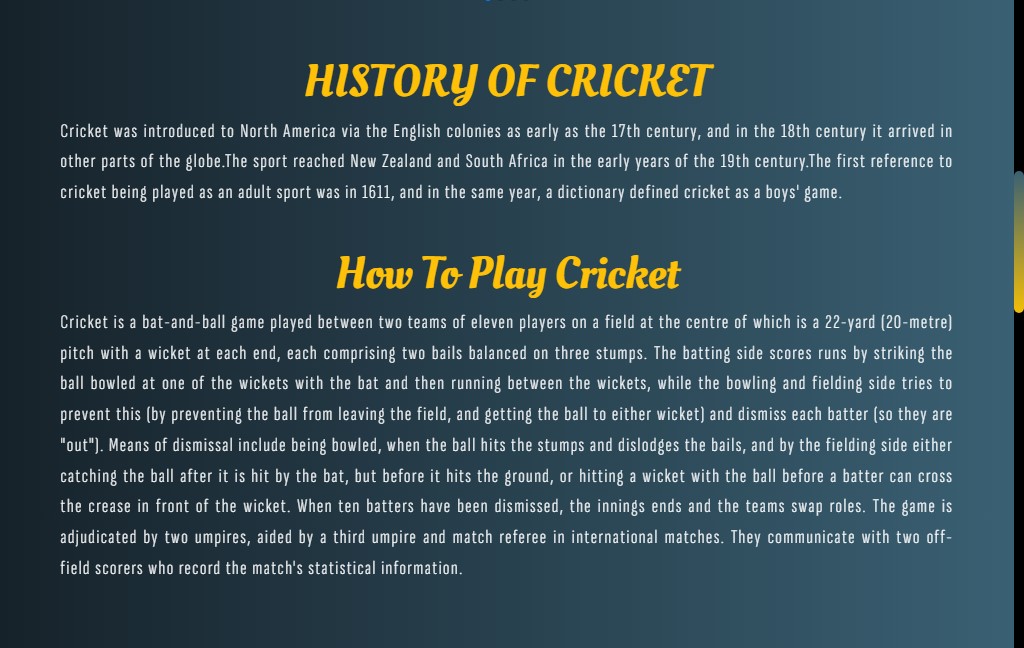 HISTORY OF CRICKET
Cricket was introduced to North America via the English colonies as early as the 17th century, and in the 18th century it arrived in
other parts of the globe.The sport reached New Zealand and South Africa in the early years of the 19th century.The first reference to
cricket being played as an adult sport was in 1611, and in the same year, a dictionary defined cricket as a boys' game.
How To Play Cricket
Cricket is a bat-and-ball game played between two teams of eleven players on a field at the centre of which is a 22-yard (20-metre)
pitch with a wicket at each end, each comprising two bails balanced on three stumps. The batting side scores runs by striking the
ball bowled at one of the wickets with the bat and then running between the wickets, while the bowling and fielding side tries to
prevent this (by preventing the ball from leaving the field, and getting the ball to either wicket) and dismiss each batter (so they are
"out"). Means of dismissal include being bowled, when the ball hits the stumps and dislodges the bails, and by the fielding side either
catching the ball after it is hit by the bat, but before it hits the ground, or hitting a wicket with the ball before a batter can cross
the crease in front of the wicket. When ten batters have been dismissed, the innings ends and the teams swap roles. The game is
adjudicated by two umpires, aided by a third umpire and match referee in international matches. They communicate with two off-
field scorers who record the match's statistical information.